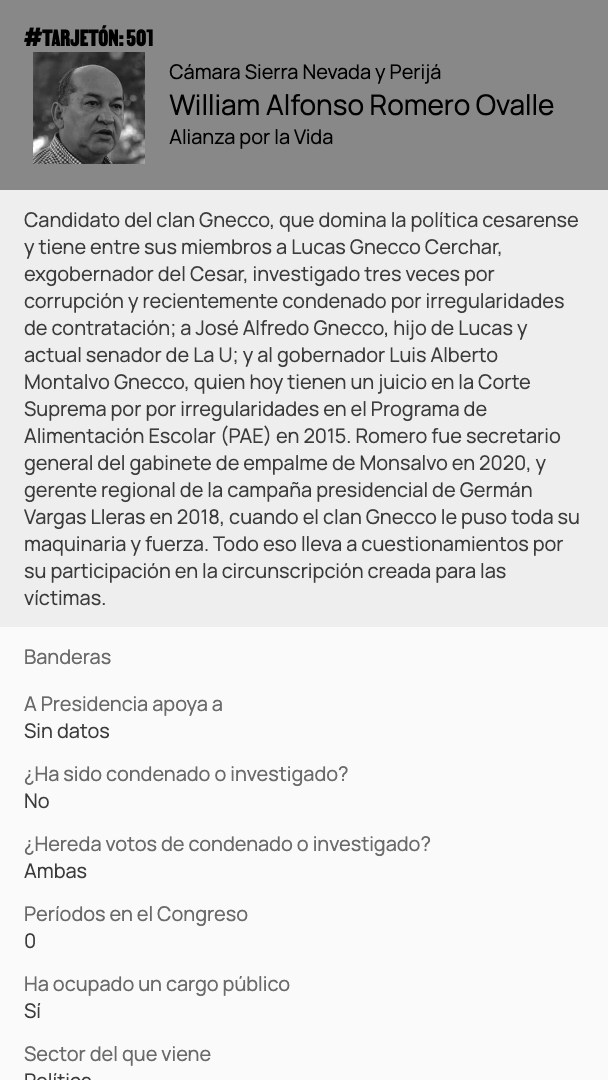 #TARJETÓN: 501
Cámara Sierra Nevada y Perijá
William Alfonso Romero Ovalle
Alianza por la Vida
Candidato del clan Gnecco, que domina la política cesarense
y tiene entre sus miembros a Lucas Gnecco Cerchar,
exgobernador del Cesar, investigado tres veces por
corrupción y recientemente condenado por irregularidades
de contratación; a José Alfredo Gnecco, hijo de Lucas y
actual senador de La U; y al gobernador Luis Alberto
Montalvo Gnecco, quien hoy tienen un juicio en la Corte
Suprema por por irregularidades en el Programa de
Alimentación Escolar (PAE) en 2015. Romero fue secretario
general del gabinete de empalme de Monsalvo en 2020, y
gerente regional de la campaña presidencial de Germán
Vargas Lleras en 2018, cuando el clan Gnecco le puso toda su
maquinaria y fuerza. Todo eso lleva a cuestionamientos por
su participación en la circunscripción creada para las
víctimas.
Banderas
A Presidencia apoya a
Sin datos
¿Ha sido condenado o investigado?
No
¿Hereda votos de condenado o investigado?
Ambas
Períodos en el Congreso
0
Ha ocupado un cargo público
Sí
Sector del que viene
Política